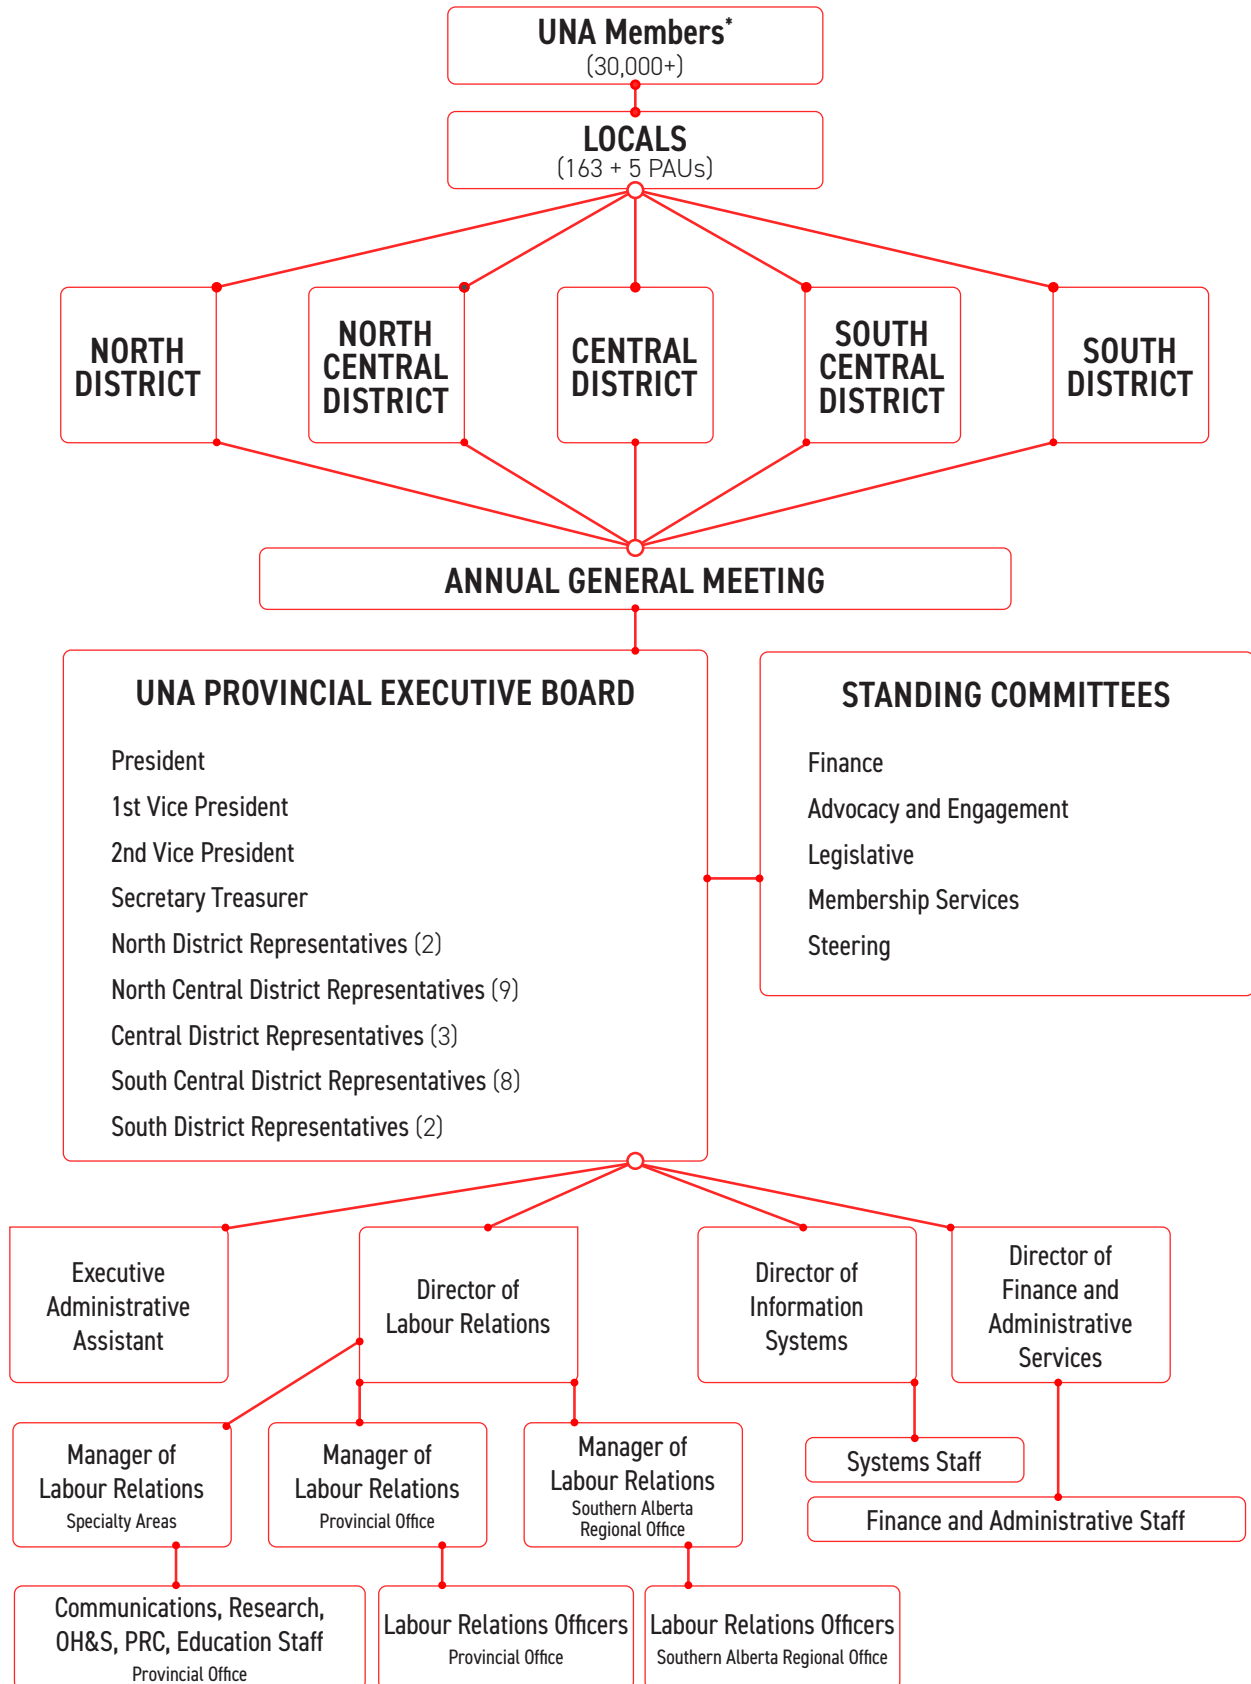 UNA Members*
(30,000+)
LOCALS
(163 + 5 PAUs)
NORTH
DISTRICT
NORTH
CENTRAL
DISTRICT
CENTRAL
DISTRICT
SOUTH
CENTRAL
DISTRICT
SOUTH
DISTRICT
ANNUAL GENERAL MEETING
UNA PROVINCIAL EXECUTIVE BOARD
President
1st Vice President
2nd Vice President
Secretary Treasurer
North District Representatives (2)
North Central District Representatives (9)
Central District Representatives (3)
South Central District Representatives (8)
South District Representatives (2)
STANDING COMMITTEES
Finance
Advocacy and Engagement
Legislative
Membership Services
Steering
Executive
Administrative
Assistant
Director of
Labour Relations
Director of
Information
Systems
Director of
Finance and
Administrative
Services
Manager of
Labour Relations
Specialty Areas
Manager of
Labour Relations
Provincial Office
Manager of
Labour Relations
Southern Alberta
Regional Office
Systems Staff
Finance and Administrative Staff
Communications, Research,
OH&S, PRC, Education Staff
Provincial Office
Labour Relations Officers
Provincial Office
Labour Relations Officers
Southern Alberta Regional Office